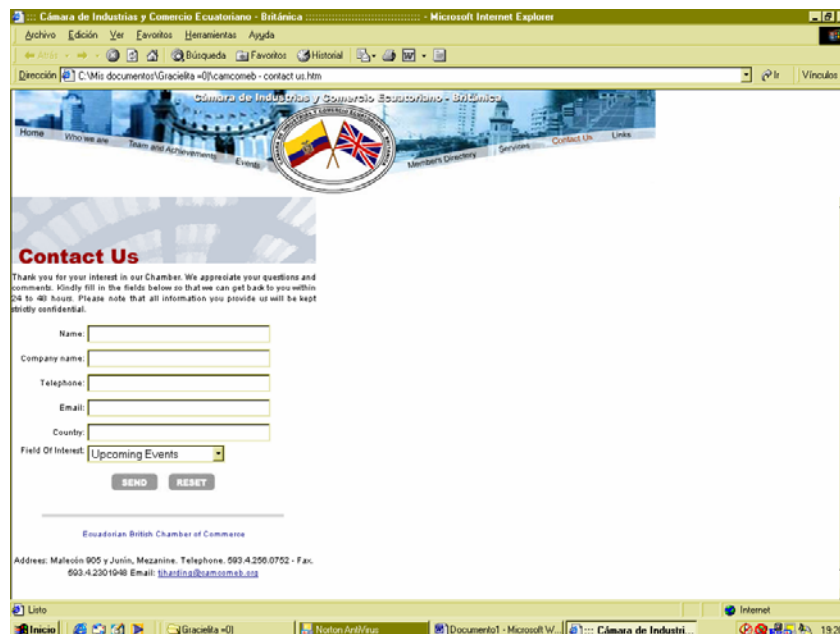 ::: Cámara de Industrias y Comercio Ecuatoriano - Británica ::::::::::::::::::::::::::::::::::: - Microsoft Internet Explorer
Archivo Edición Ver Favoritos Herramientas Ayuda
Atrás Búsqueda Favoritos Historial
Dirección C:\Mis documentos\Gracielita =0)\camcomeb - contact us.htm Ir Vínculos
Cámara de Industrias y Comercio Ecuatoriano - Británica
Home Who we are Team and Achievements Events Members Directory Services Contact Us Links
Contact Us
Thank you for your interest in our Chamber. We appreciate your questions and
comments. Kindly fill in the fields below so that we can get back to you within
24 to 48 hours. Please note that all information you provide us will be kept
strictly confidential.
Name:
Company name:
Telephone:
Email:
Country:
Field Of Interest: Upcoming Events
SEND RESET
Ecuadorian British Chamber of Commerce
Address: Malecón 905 y Junín, Mezanine. Telephone. 593.4.256.0752 - Fax.
593.4.2301948 Email: tharding@camcomeb.org
Listo Internet
Inicio Gracielita =0) Norton AntiVirus Documento1 - Microsoft W... ::: Cámara de Industri...